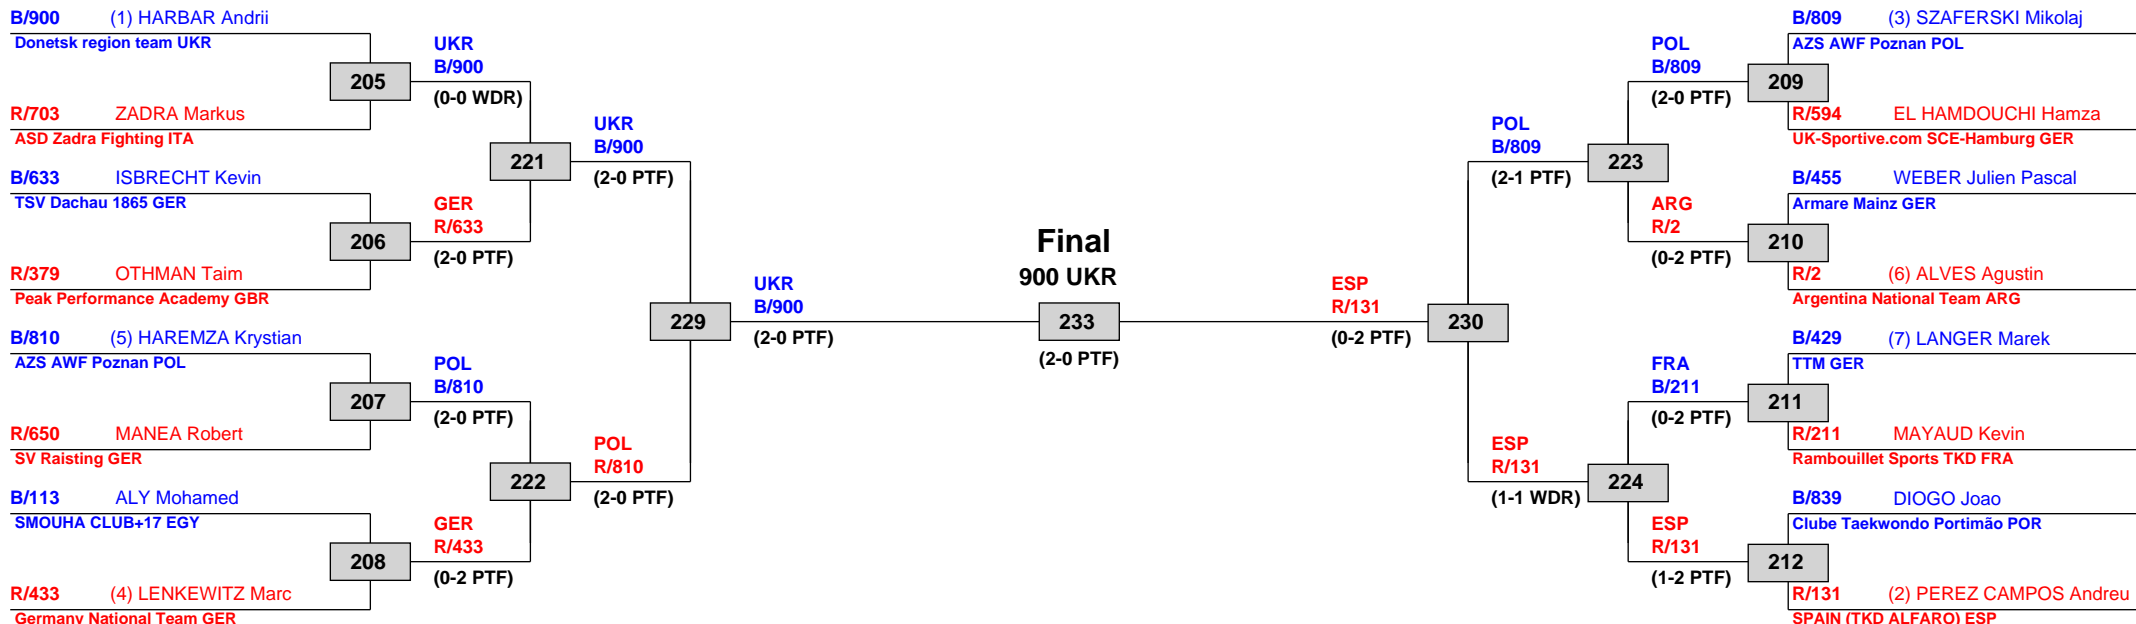 B/900 (1) HARBAR Andrii
Donetsk region team UKR
205
R/703 ZADRA Markus
ASD Zadra Fighting ITA
B/633 ISBRECHT Kevin
TSV Dachau 1865 GER
206
R/379 OTHMAN Taim
Peak Performance Academy GBR
B/810 (5) HAREMZA Krystian
AZS AWF Poznan POL
207
R/650 MANEA Robert
SV Raisting GER
B/113 ALY Mohamed
SMOUHA CLUB+17 EGY
208
R/433 (4) LENKEWITZ Marc
Germany National Team GER
UKR
B/900
(0-0 WDR)
221
GER
R/633
(2-0 PTF)
POL
B/810
(2-0 PTF)
222
GER
R/433
(0-2 PTF)
UKR
B/900
(2-0 PTF)
229
POL
R/810
(2-0 PTF)
UKR
B/900
(2-0 PTF)
Final
900 UKR
233
(2-0 PTF)
ESP
R/131
(0-2 PTF)
230
POL
B/809
(2-1 PTF)
223
ESP
R/131
(1-1 WDR)
224
POL
B/809
(2-0 PTF)
ARG
R/2
(0-2 PTF)
FRA
B/211
(0-2 PTF)
ESP
R/131
(1-2 PTF)
B/809 (3) SZAFERSKI Mikolaj
AZS AWF Poznan POL
209
R/594 EL HAMDOUCHI Hamza
UK-Sportive.com SCE-Hamburg GER
B/455 WEBER Julien Pascal
Armare Mainz GER
210
R/2 (6) ALVES Agustin
Argentina National Team ARG
B/429 (7) LANGER Marek
TTM GER
211
R/211 MAYAUD Kevin
Rambouillet Sports TKD FRA
B/839 DIOGO Joao
Clube Taekwondo Portimão POR
212
R/131 (2) PEREZ CAMPOS Andreu
SPAIN (TKD ALFARO) ESP